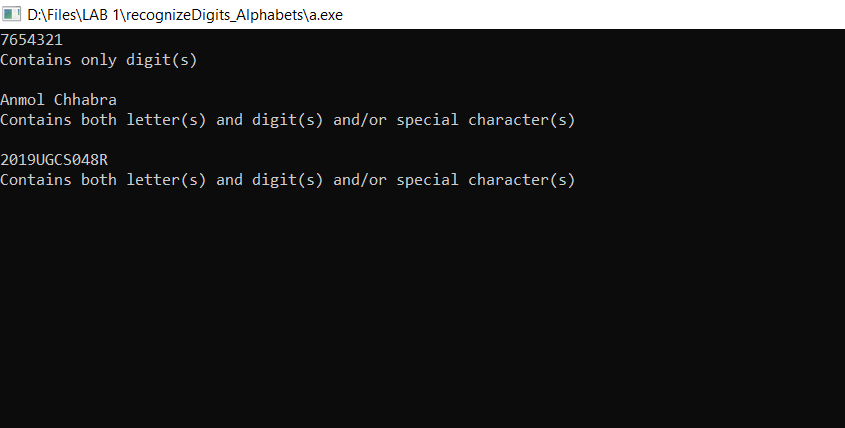 D:\Files\LAB 1\recognizeDigits_Alphabets\a.exe
7654321
Contains only digit(s)
Anmol Chhabra
Contains both letter(s) and digit(s) and/or special character(s)
2019UGCS048R
Contains both letter(s) and digit(s) and/or special character(s)